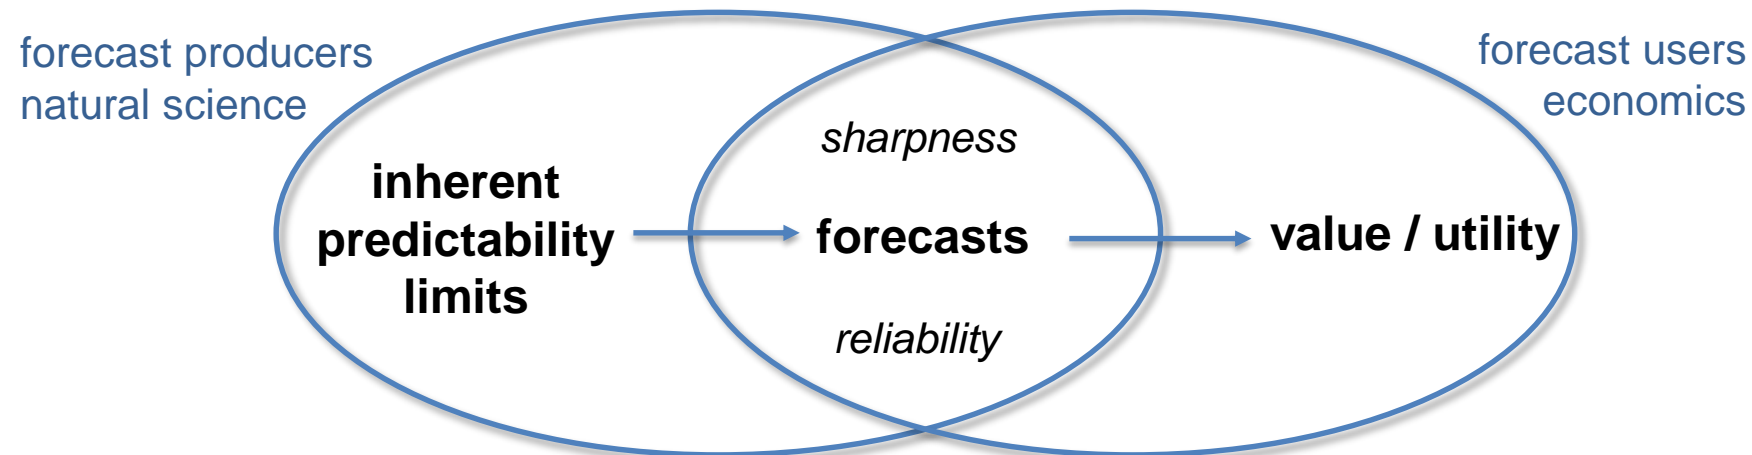 forecast producers
natural science
forecast users
economics
sharpness
inherent
predictability
limits
forecasts
value / utility
reliability